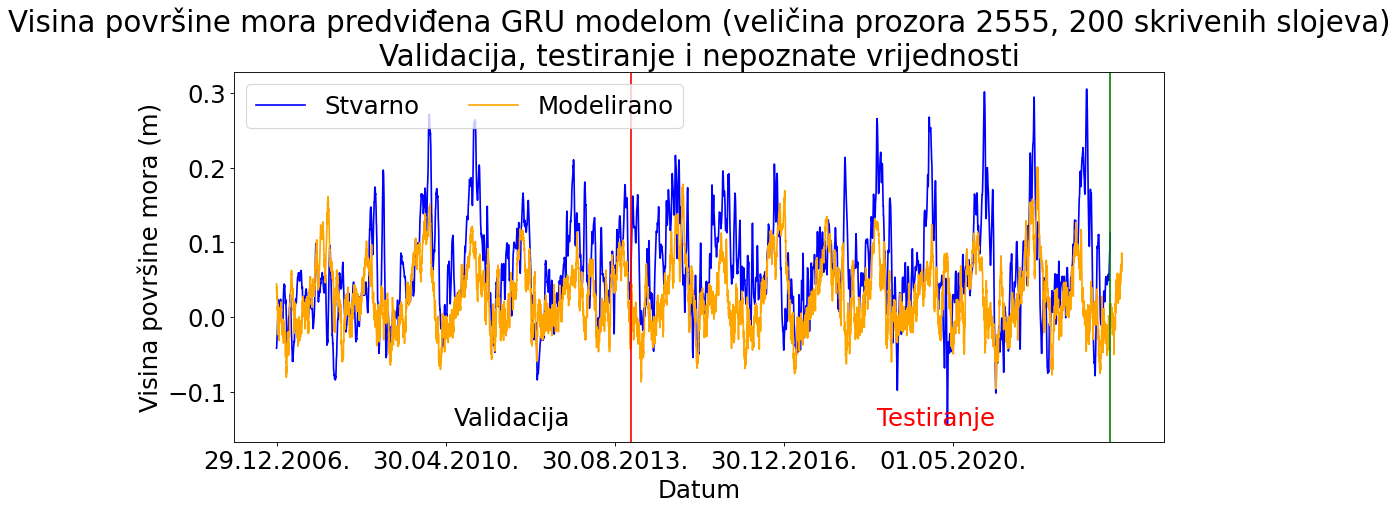 Visina površine mora predviđena GRU modelom (veličina prozora 2555, 200 skrivenih slojeva)
Validacija, testiranje i nepoznate vrijednosti
Stvarno Modelirano
0.3
0.2
0.1
0.0
−0.1
Visina površine mora (m)
Validacija Testiranje
29.12.2006. 30.04.2010. 30.08.2013. 30.12.2016. 01.05.2020.
Datum